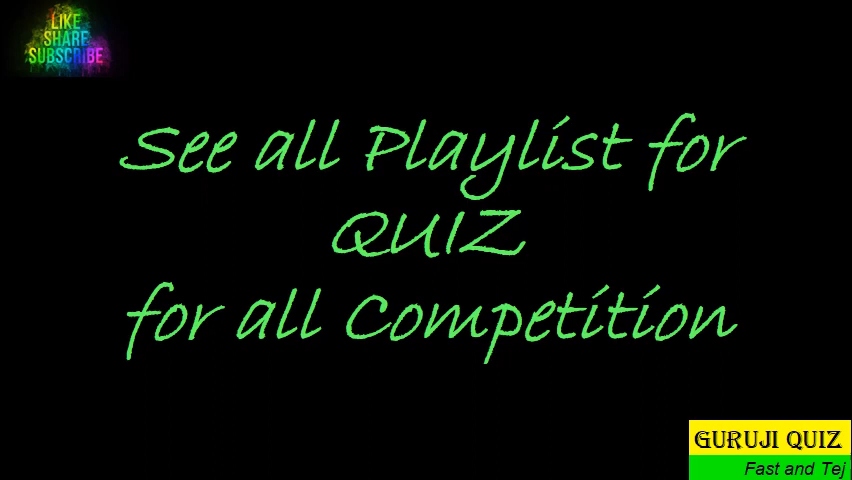 LIKE
SHARE
SUBSCRIBE
See all Playlist for
QUIZ
for all Competition
GURUJI QUIZ
Fast and Tej